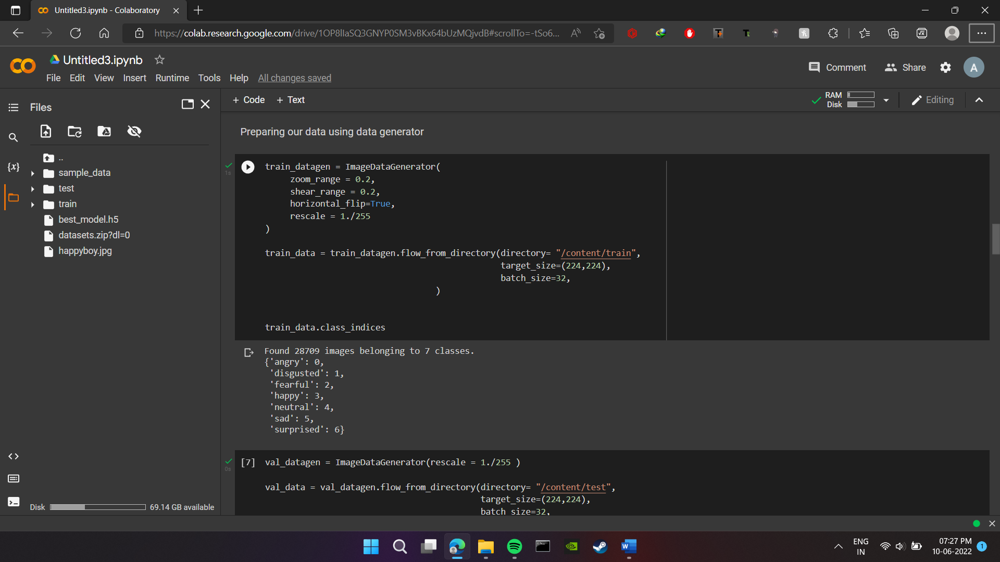 Untitled3.ipynb - Colaboratory
https://colab.research.google.com/drive/1OP8llaSQ3GNYP0SM3vBKx64bUzMQjvdB#scrollTo=-tSo6...
Untitled3.ipynb
Comment
Share
A
File Edit View Insert Runtime Tools Help All changes saved
Files
+ Code + Text
RAM
Disk
Editing
..
sample_data
test
train
best_model.h5
datasets.zip?dl=0
happyboy.jpg
{x}
Disk 69.14 GB available
Preparing our data using data generator
1s
train_datagen = ImageDataGenerator(
zoom_range = 0.2,
shear_range = 0.2,
horizontal_flip=True,
rescale = 1./255
)
train_data = train_datagen.flow_from_directory(directory= "/content/train",
target_size=(224,224),
batch_size=32,
)
train_data.class_indices
Found 28709 images belonging to 7 classes.
{'angry': 0,
'disgusted': 1,
'fearful': 2,
'happy': 3,
'neutral': 4,
'sad': 5,
'surprised': 6}
0s
[7] val_datagen = ImageDataGenerator(rescale = 1./255 )
val_data = val_datagen.flow_from_directory(directory= "/content/test",
target_size=(224,224),
batch_size=32,
ENG
IN
07:27 PM
10-06-2022
1